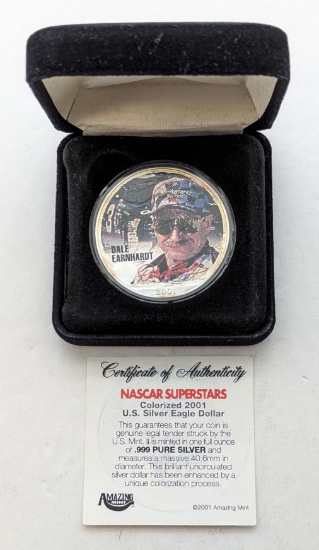 DALE
EARNHARDT
2001
Certificate of Authenticity
NASCAR SUPERSTARS
Colorized 2001
U.S. Silver Eagle Dollar
This guarantees that your coin is
genuine legal tender struck by the
U.S. Mint. It is minted in one full ounce
of .999 PURE SILVER and
measures a massive 40.6mm in
diameter. This brilliant uncirculated
silver dollar has been enhanced by a
unique colorization process.
AMAZING
MINT
©2001 Amazing Mint